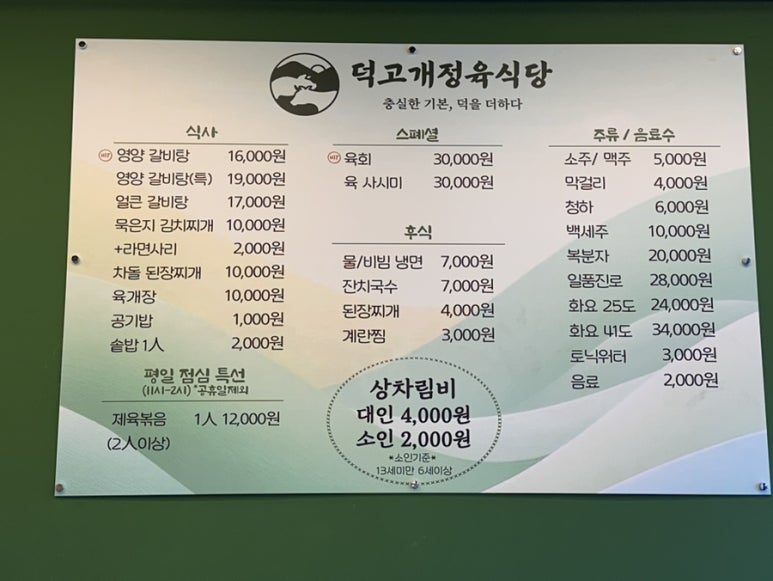 덕고개정육식당
충실한 기본, 덕을 더하다
식사
HIT 영양 갈비탕 16,000원
영양 갈비탕(특) 19,000원
얼큰 갈비탕 17,000원
묵은지 김치찌개 10,000원
+라면사리 2,000원
차돌 된장찌개 10,000원
육개장 10,000원
공기밥 1,000원
솥밥 1人 2,000원
평일 점심 특선
(11시-2시) *공휴일제외
제육볶음 1人 12,000원
(2人이상)
스페셜
HIT 육회 30,000원
육 사시미 30,000원
후식
물/비빔 냉면 7,000원
잔치국수 7,000원
된장찌개 4,000원
계란찜 3,000원
상차림비
대인 4,000원
소인 2,000원
*소인기준*
13세미만 6세이상
주류 / 음료수
소주/ 맥주 5,000원
막걸리 4,000원
청하 6,000원
백세주 10,000원
복분자 20,000원
일품진로 28,000원
화요 25도 24,000원
화요 41도 34,000원
토닉워터 3,000원
음료 2,000원